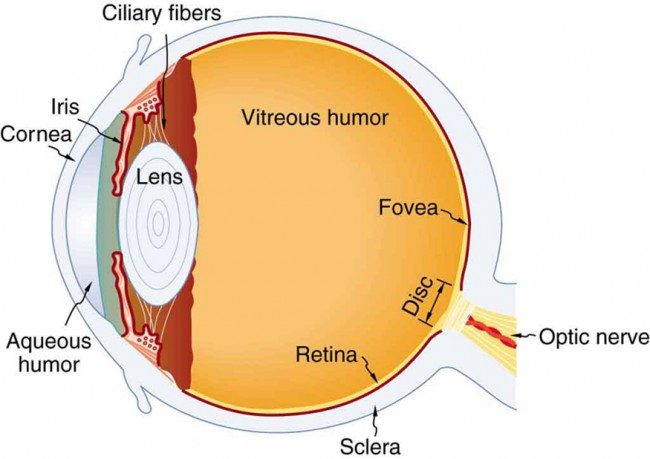 Ciliary fibers
Iris
Cornea
Vitreous humor
Lens
Fovea
Disc
Aqueous
humor
Optic nerve
Retina
Sclera